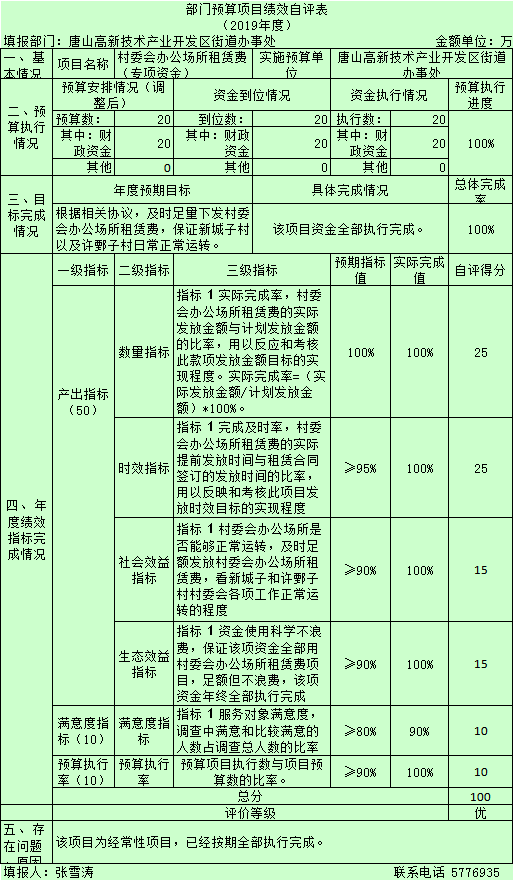 部门预算项目绩效自评表
（2019年度）
填报部门：唐山高新技术产业开发区街道办事处 金额单位：万
一、基本情况 项目名称 村委会办公场所租赁费（专项资金） 实施预算单位 唐山高新技术产业开发区街道办事处
二、预算执行情况 预算安排情况（调整后） 资金到位情况 资金执行情况 预算执行进度
预算数： 20 到位数： 20 执行数： 20 100%
其中：财政资金 20 其中：财政资金 20 其中：财政资金 20
其他 0 其他 0 其他 0
三、目标完成情况 年度预期目标 具体完成情况 总体完成率
根据相关协议，及时足量下发村委
会办公场所租赁费，保证新城子村
以及许鄄子村日常正常运转。
该项目资金全部执行完成。 100%
四、年度绩效指标完成情况 一级指标 二级指标 三级指标 预期指标值 实际完成值 自评得分
产出指标（50） 数量指标
指标1实际完成率，村委
会办公场所租赁费的实际
发放金额与计划发放金额
的比率，用以反应和考核
此款项发放金额目标的实
现程度。实际完成率=（实
际发放金额/计划发放金
额）*100%。
100% 100% 25
时效指标
指标1完成及时率，村委
会办公场所租赁费的实际
提前发放时间与租赁合同
签订的发放时间的比率，
用以反映和考核此项目发
放时效目标的实现程度
≥95% 100% 25
社会效益指标
指标1村委会办公场所是
否能够正常运转，及时足
额发放村委会办公场所租
赁费，看新城子和许鄄子
村村委会各项工作正常运
转的程度
≥90% 100% 15
生态效益指标
指标1资金使用科学不浪
费，保证该项资金全部用
村委会办公场所租赁费项
目，足额但不浪费，该项
资金年终全部执行完成
≥90% 100% 15
满意度指标（10） 满意度指标
指标1服务对象满意度，
调查中满意和比较满意的
人数占调查总人数的比率
≥80% 90% 10
预算执行率（10） 预算执行率
预算项目执行数与项目预
算数的比率。
≥90% 100% 10
总分 100
评价等级 优
五、存在问题、原因 该项目为经常性项目，已经按期全部执行完成。
填报人：张雪涛 联系电话 5776935